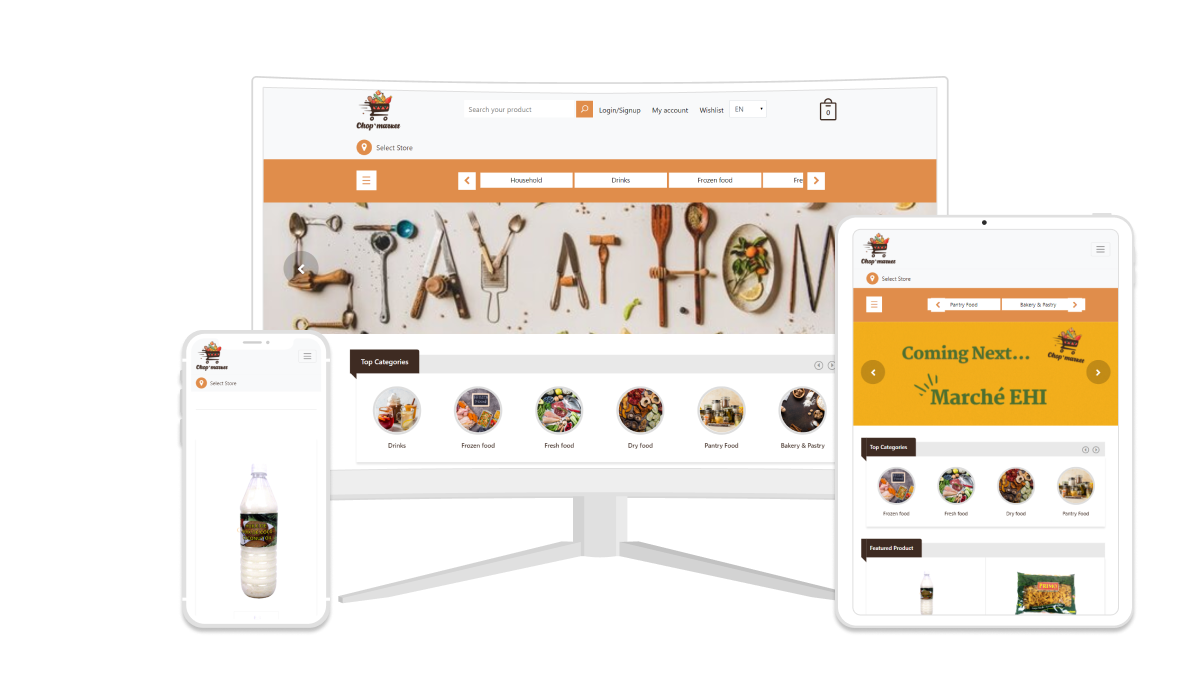 Chop'market
Search your product
Login/Signup
My account
Wishlist
EN
0
Select Store
Household
Drinks
Frozen food
Fre
STAY AT HOM
Top Categories
Drinks
Frozen food
Fresh food
Dry food
Pantry Food
Bakery & Pastry
Chop'market
Select Store
Chop'market
Select Store
Pantry Food
Bakery & Pastry
Coming Next...
Chop'market
Marché EHI
Top Categories
Frozen food
Fresh food
Dry food
Pantry Food
Featured Product
PRIMO